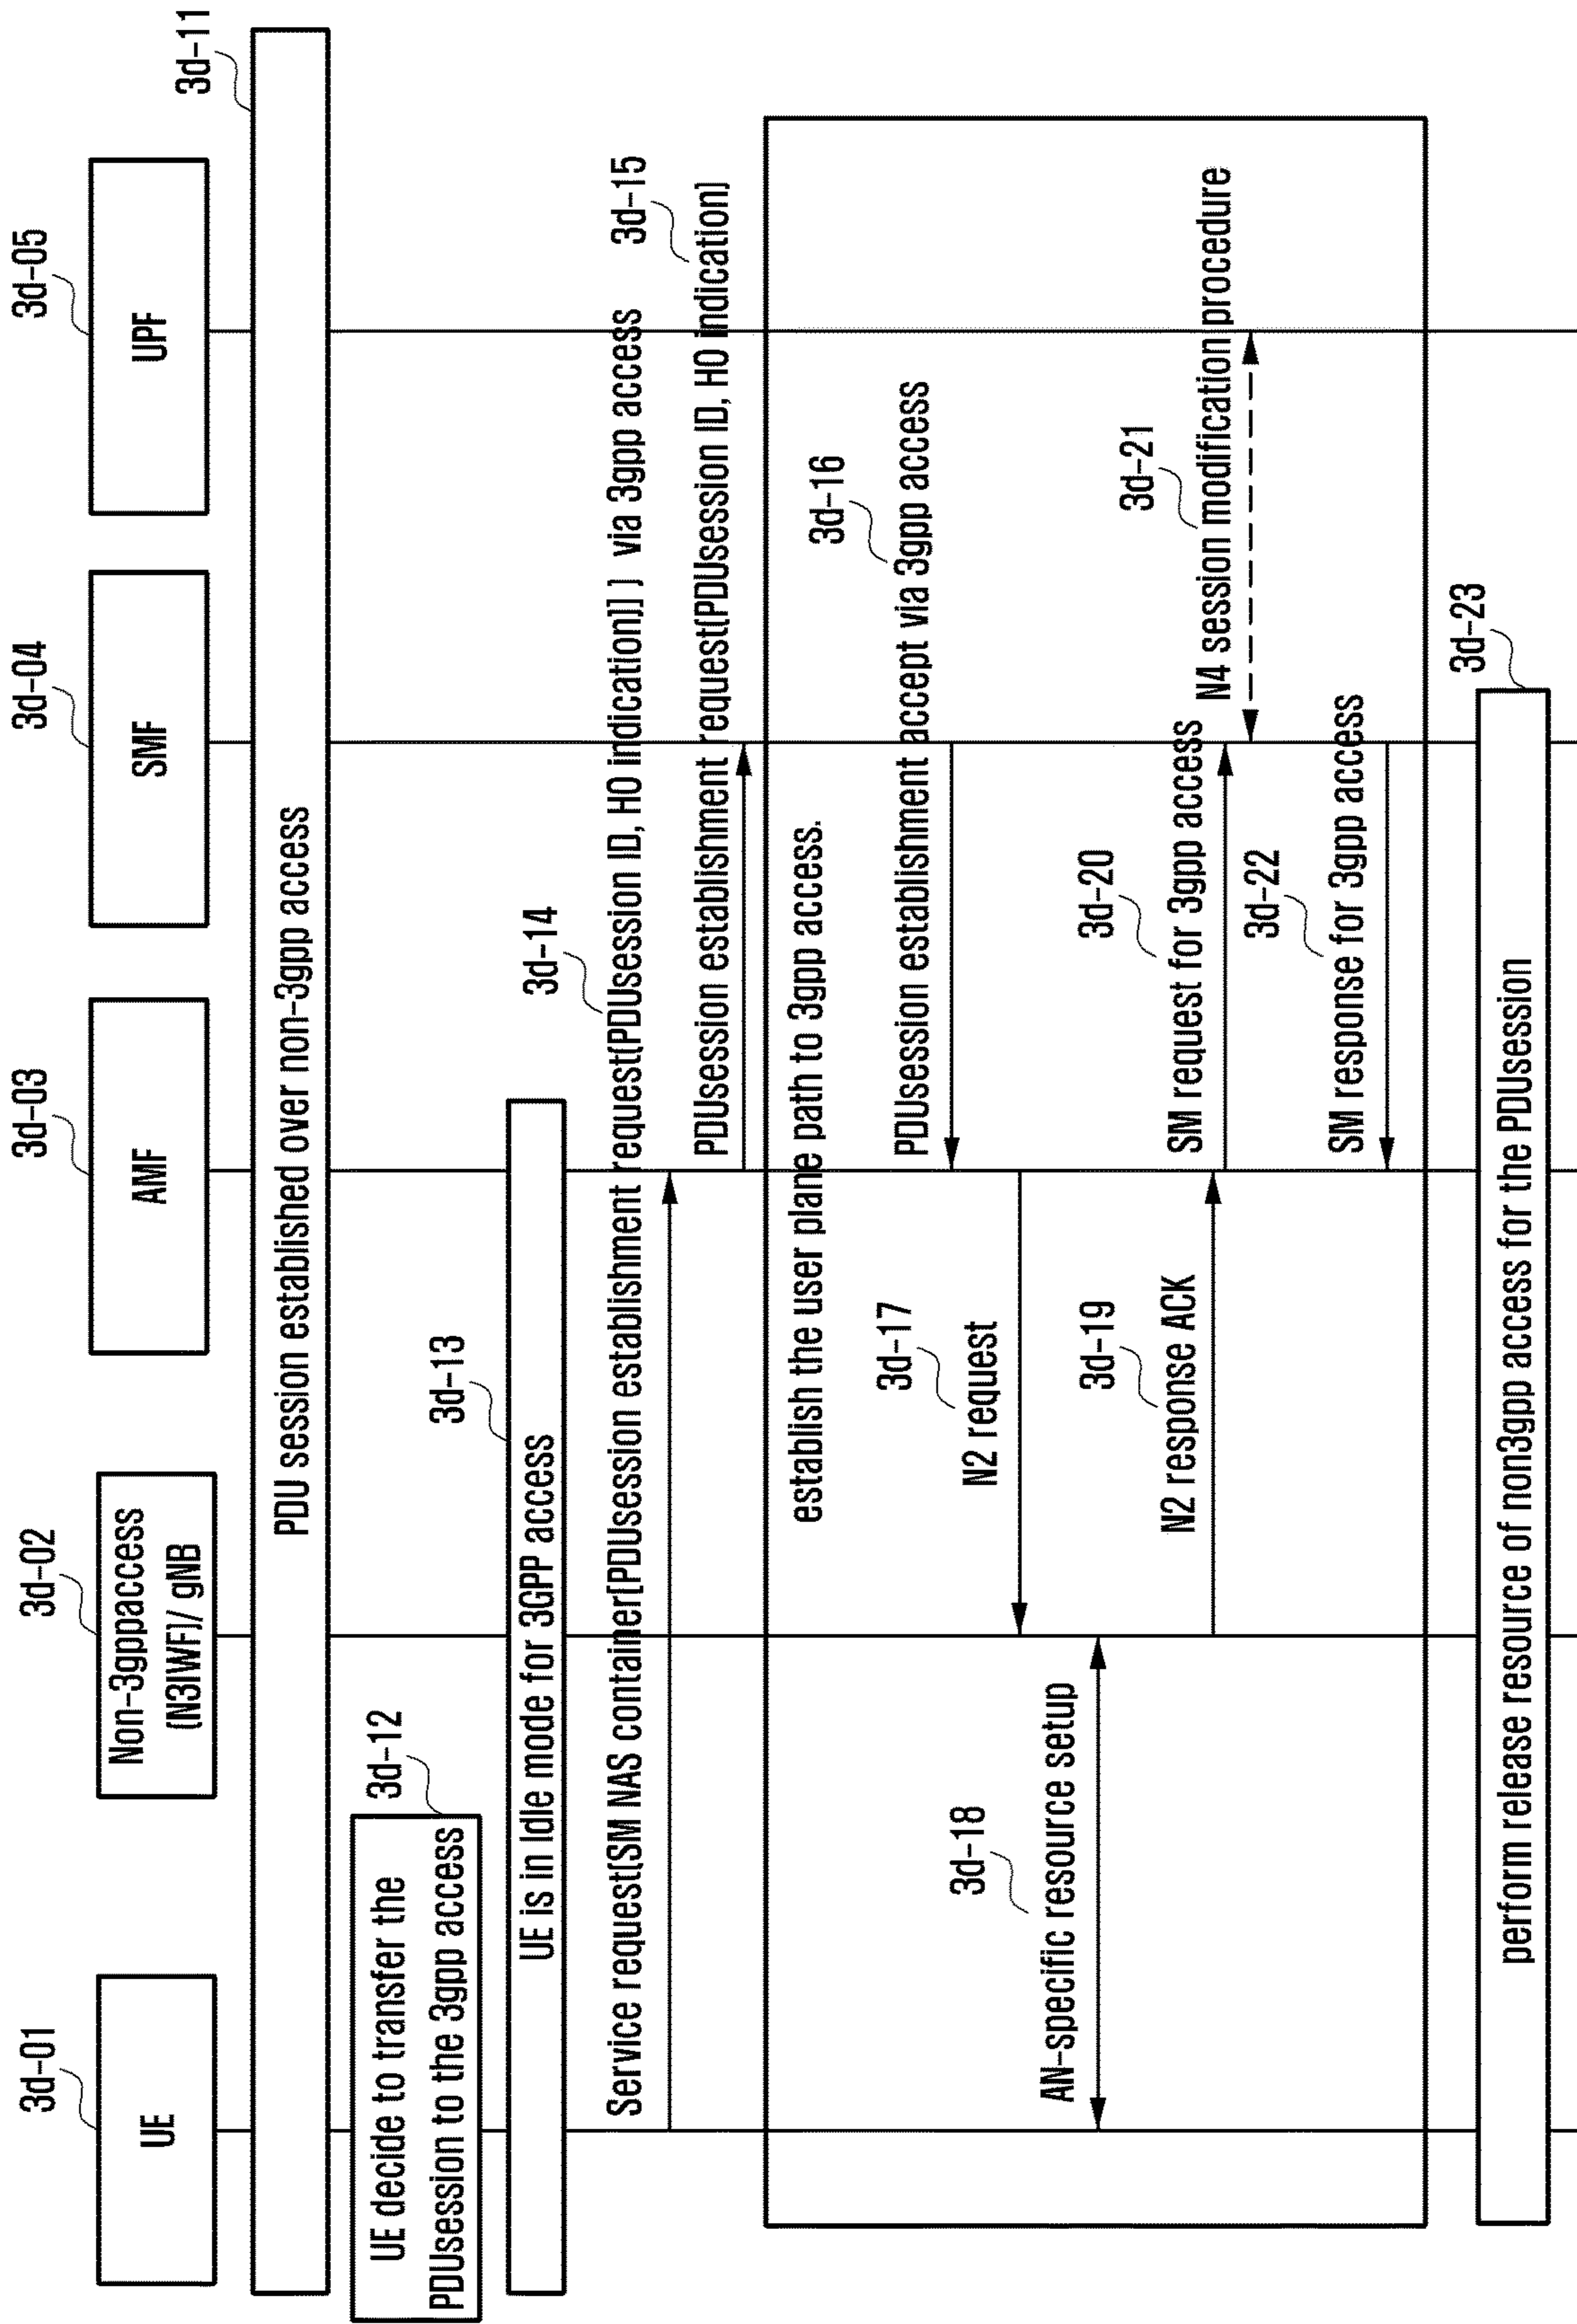 3d-01
3d-02
3d-03
3d-04
3d-05
UE
Non-3gppaccess
(N3IWF)/ gNB
AMF
SMF
UPF
3d-11
PDU session established over non-3gpp access
3d-12
UE decide to transfer the
PDUsession to the 3gpp access
3d-13
UE is in Idle mode for 3GPP access
3d-14
Service request(SM NAS container[PDUsession establishment request(PDUsession ID, HO indication)] ) via 3gpp access
3d-15
PDUsession establishment request(PDUsession ID, HO indication)
establish the user plane path to 3gpp access.
3d-16
PDUsession establishment accept via 3gpp access
3d-17
N2 request
3d-18
AN-specific resource setup
3d-19
N2 response ACK
3d-20
SM request for 3gpp access
3d-21
N4 session modification procedure
3d-22
SM response for 3gpp access
3d-23
perform release resource of non3gpp access for the PDUsession